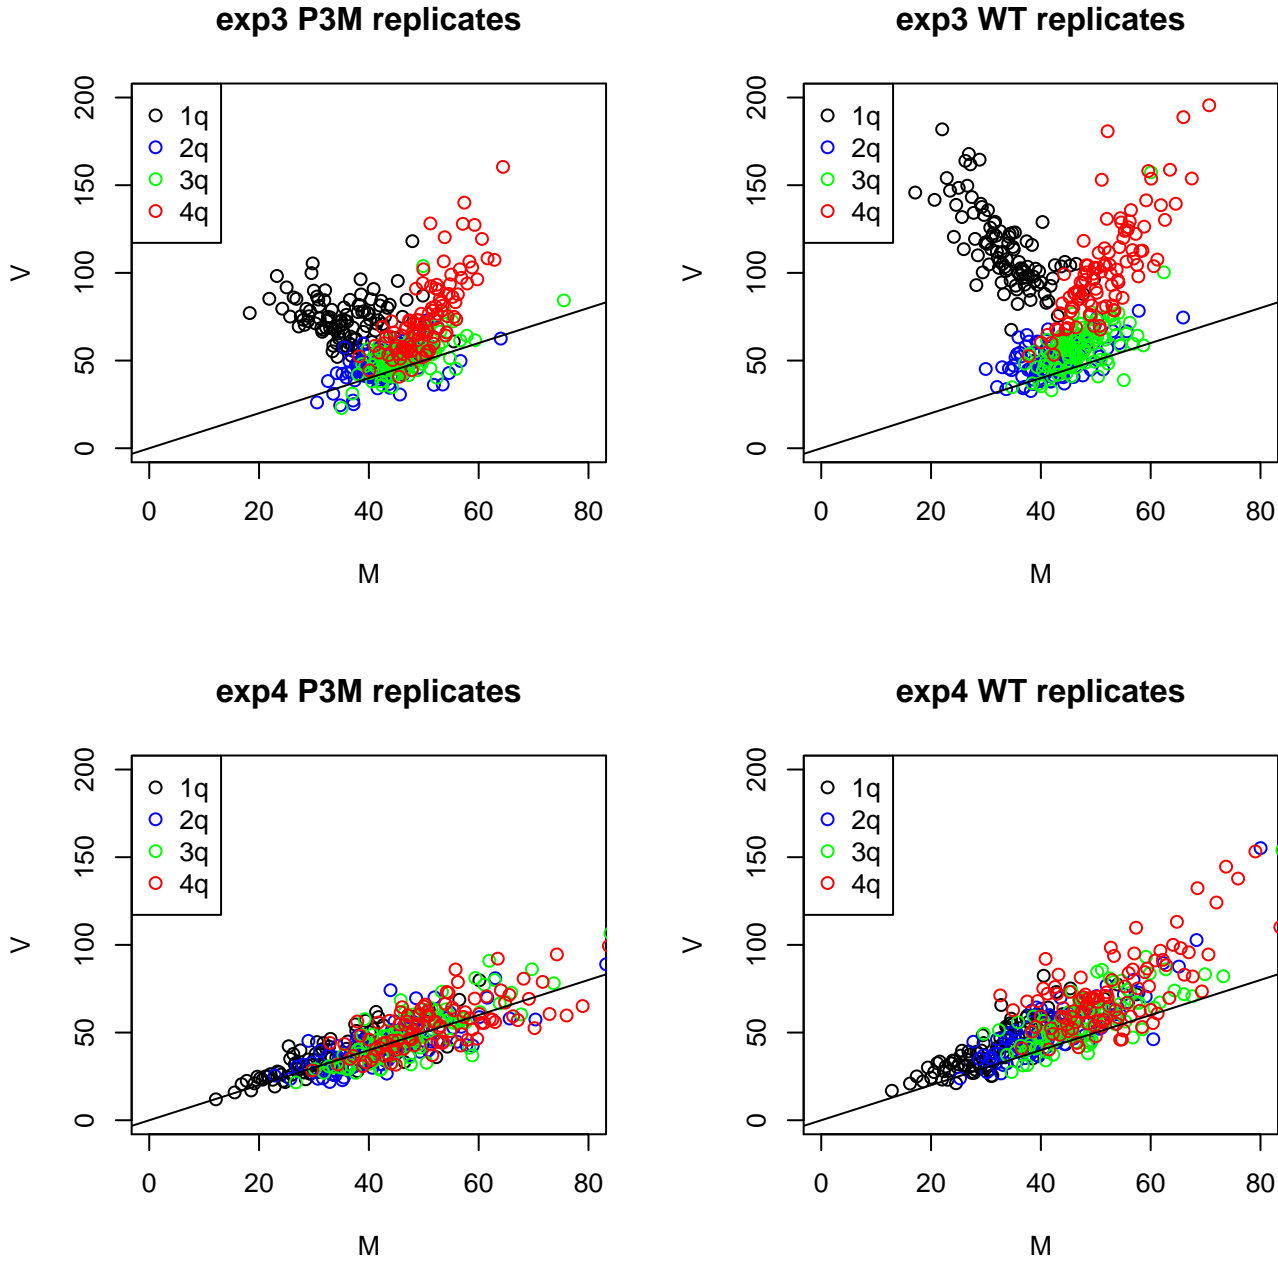 exp3 P3M replicates
V
200
150
100
50
0
1q
2q
3q
4q
0 20 40 60 80
M
exp3 WT replicates
V
200
150
100
50
0
1q
2q
3q
4q
0 20 40 60 80
M
exp4 P3M replicates
V
200
150
100
50
0
1q
2q
3q
4q
0 20 40 60 80
M
exp4 WT replicates
V
200
150
100
50
0
1q
2q
3q
4q
0 20 40 60 80
M